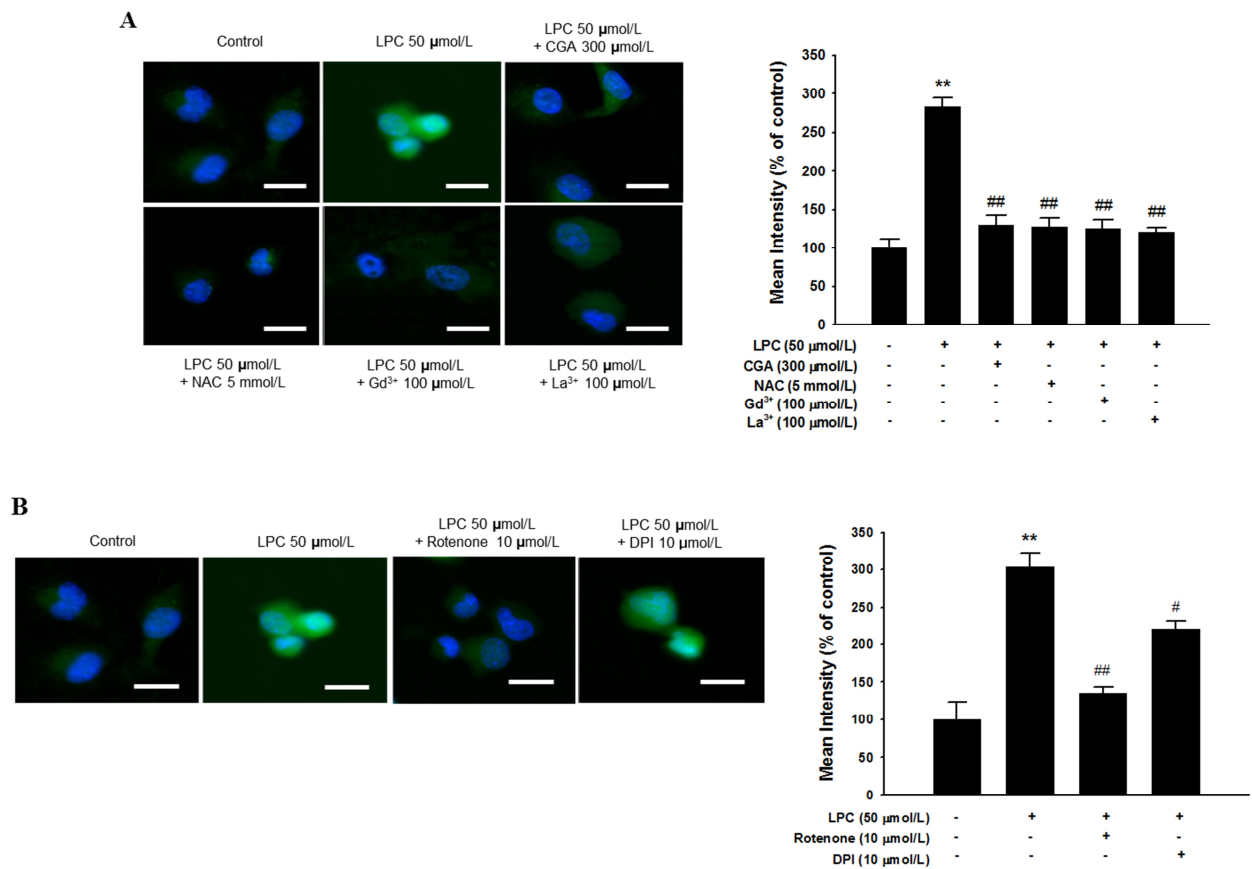 A
Control
LPC 50 µmol/L
LPC 50 µmol/L
+ CGA 300 µmol/L
LPC 50 µmol/L
+ NAC 5 mmol/L
LPC 50 µmol/L
+ Gd³⁺ 100 µmol/L
LPC 50 µmol/L
+ La³⁺ 100 µmol/L
Mean Intensity (% of control)
350
300
250
200
150
100
50
0
**
##
##
##
##
LPC (50 µmol/L) - + + + + +
CGA (300 µmol/L) - - + - - -
NAC (5 mmol/L) - - - + - -
Gd³⁺ (100 µmol/L) - - - - + -
La³⁺ (100 µmol/L) - - - - - +
B
Control
LPC 50 µmol/L
LPC 50 µmol/L
+ Rotenone 10 µmol/L
LPC 50 µmol/L
+ DPI 10 µmol/L
Mean Intensity (% of control)
350
300
250
200
150
100
50
0
**
##
#
LPC (50 µmol/L) - + + +
Rotenone (10 µmol/L) - - + -
DPI (10 µmol/L) - - - +